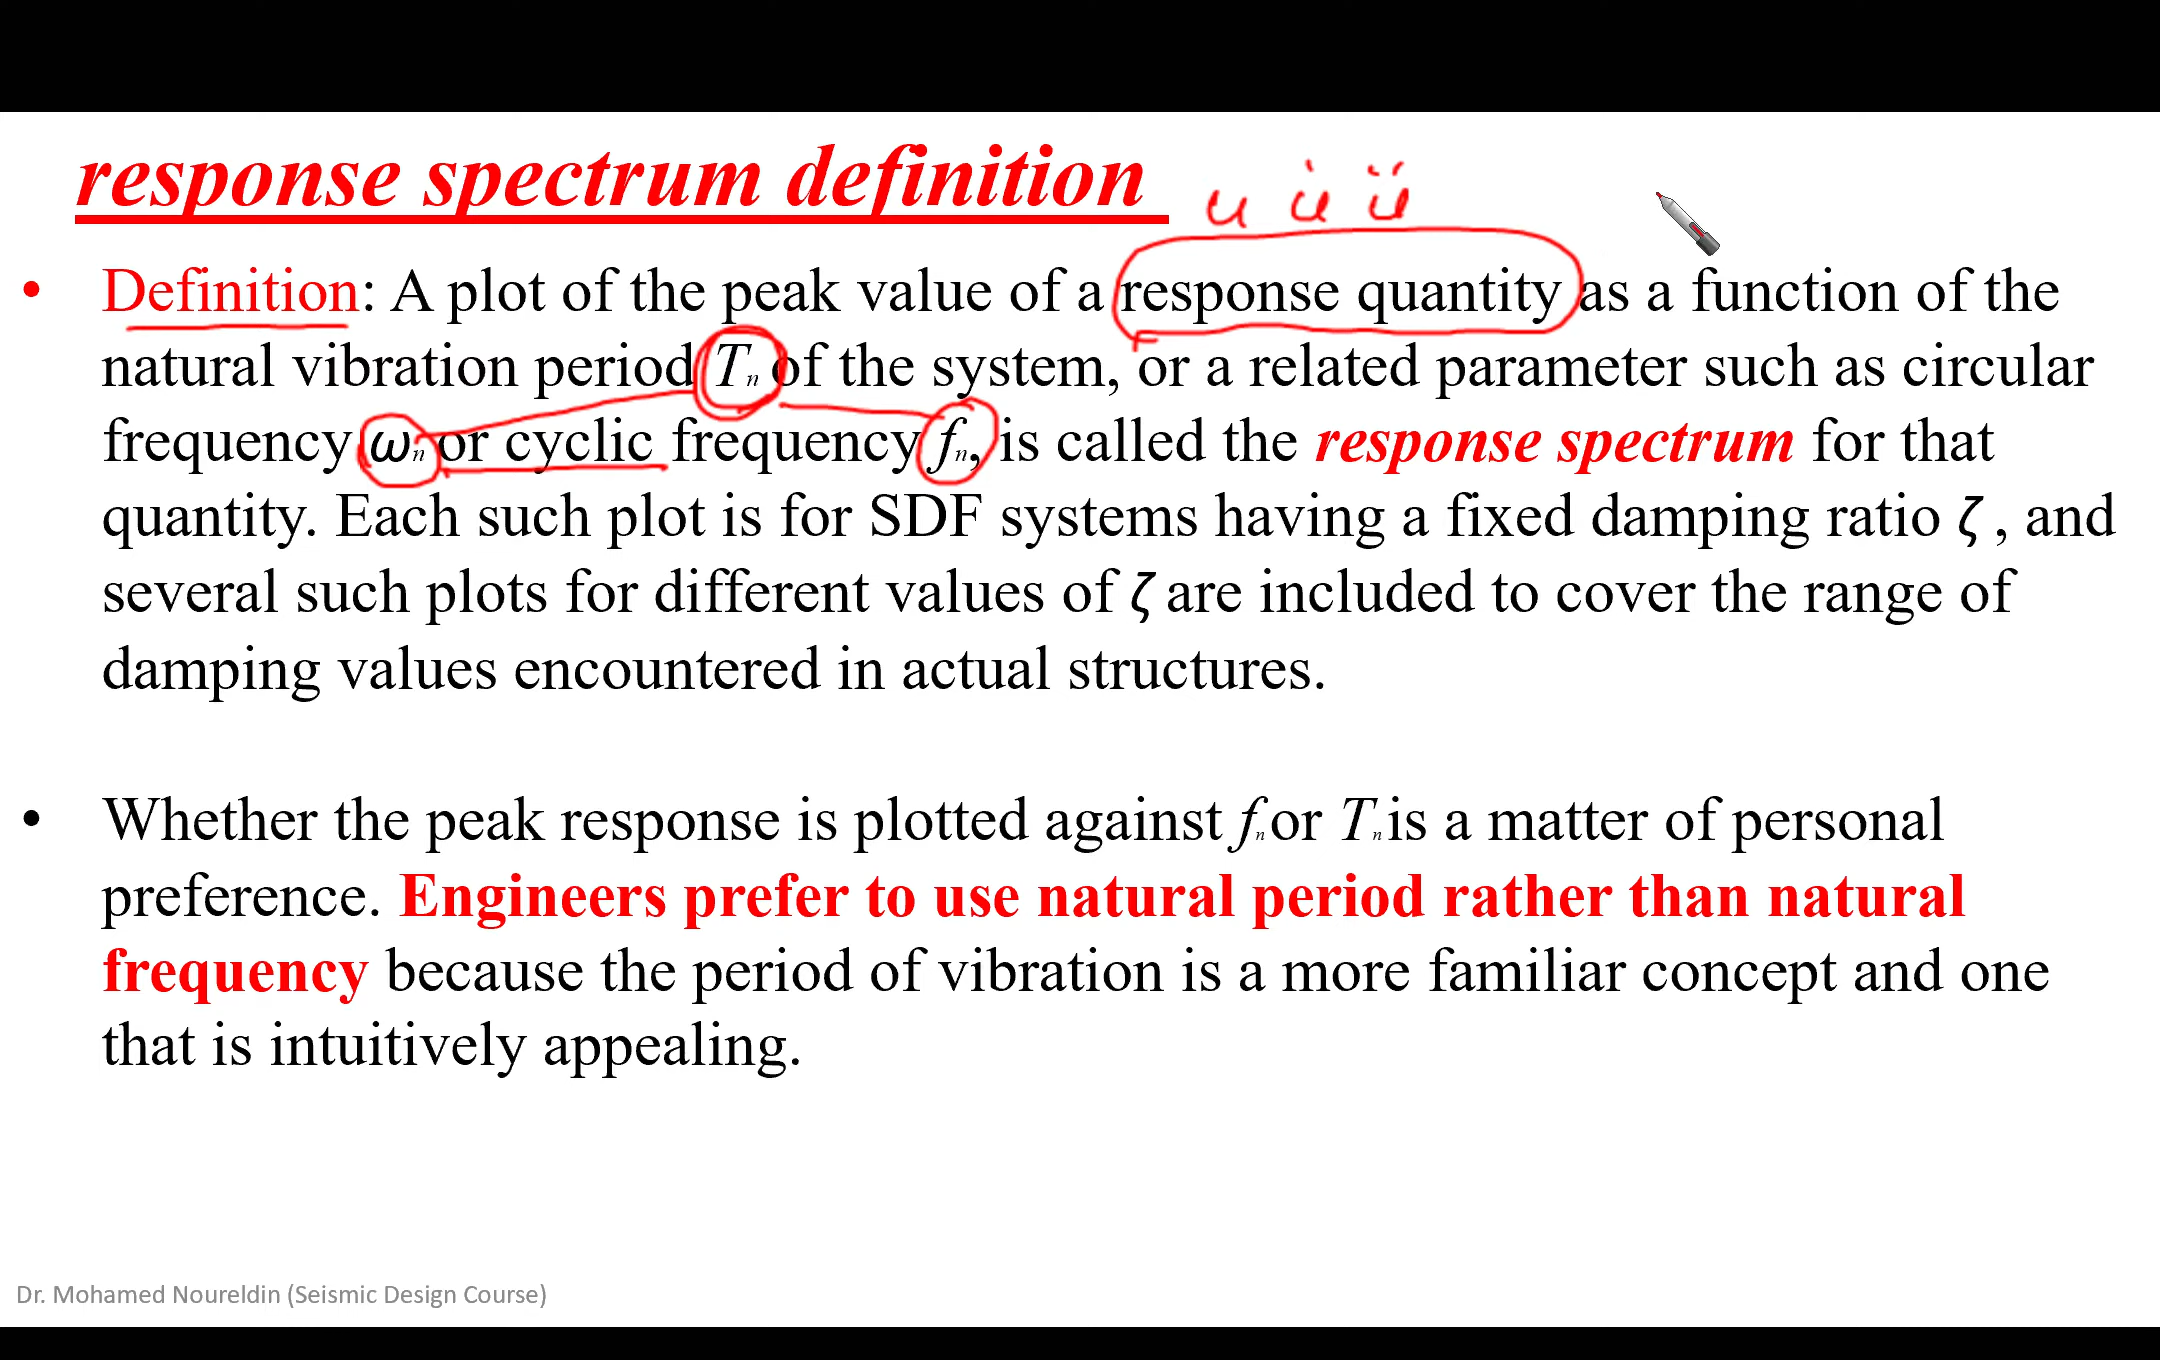 response spectrum definition
u u̇ ü
• Definition: A plot of the peak value of a response quantity as a function of the
natural vibration period Tₙ of the system, or a related parameter such as circular
frequency ωₙ or cyclic frequency fₙ, is called the response spectrum for that
quantity. Each such plot is for SDF systems having a fixed damping ratio ζ , and
several such plots for different values of ζ are included to cover the range of
damping values encountered in actual structures.
• Whether the peak response is plotted against fₙ or Tₙ is a matter of personal
preference. Engineers prefer to use natural period rather than natural
frequency because the period of vibration is a more familiar concept and one
that is intuitively appealing.
Dr. Mohamed Noureldin (Seismic Design Course)